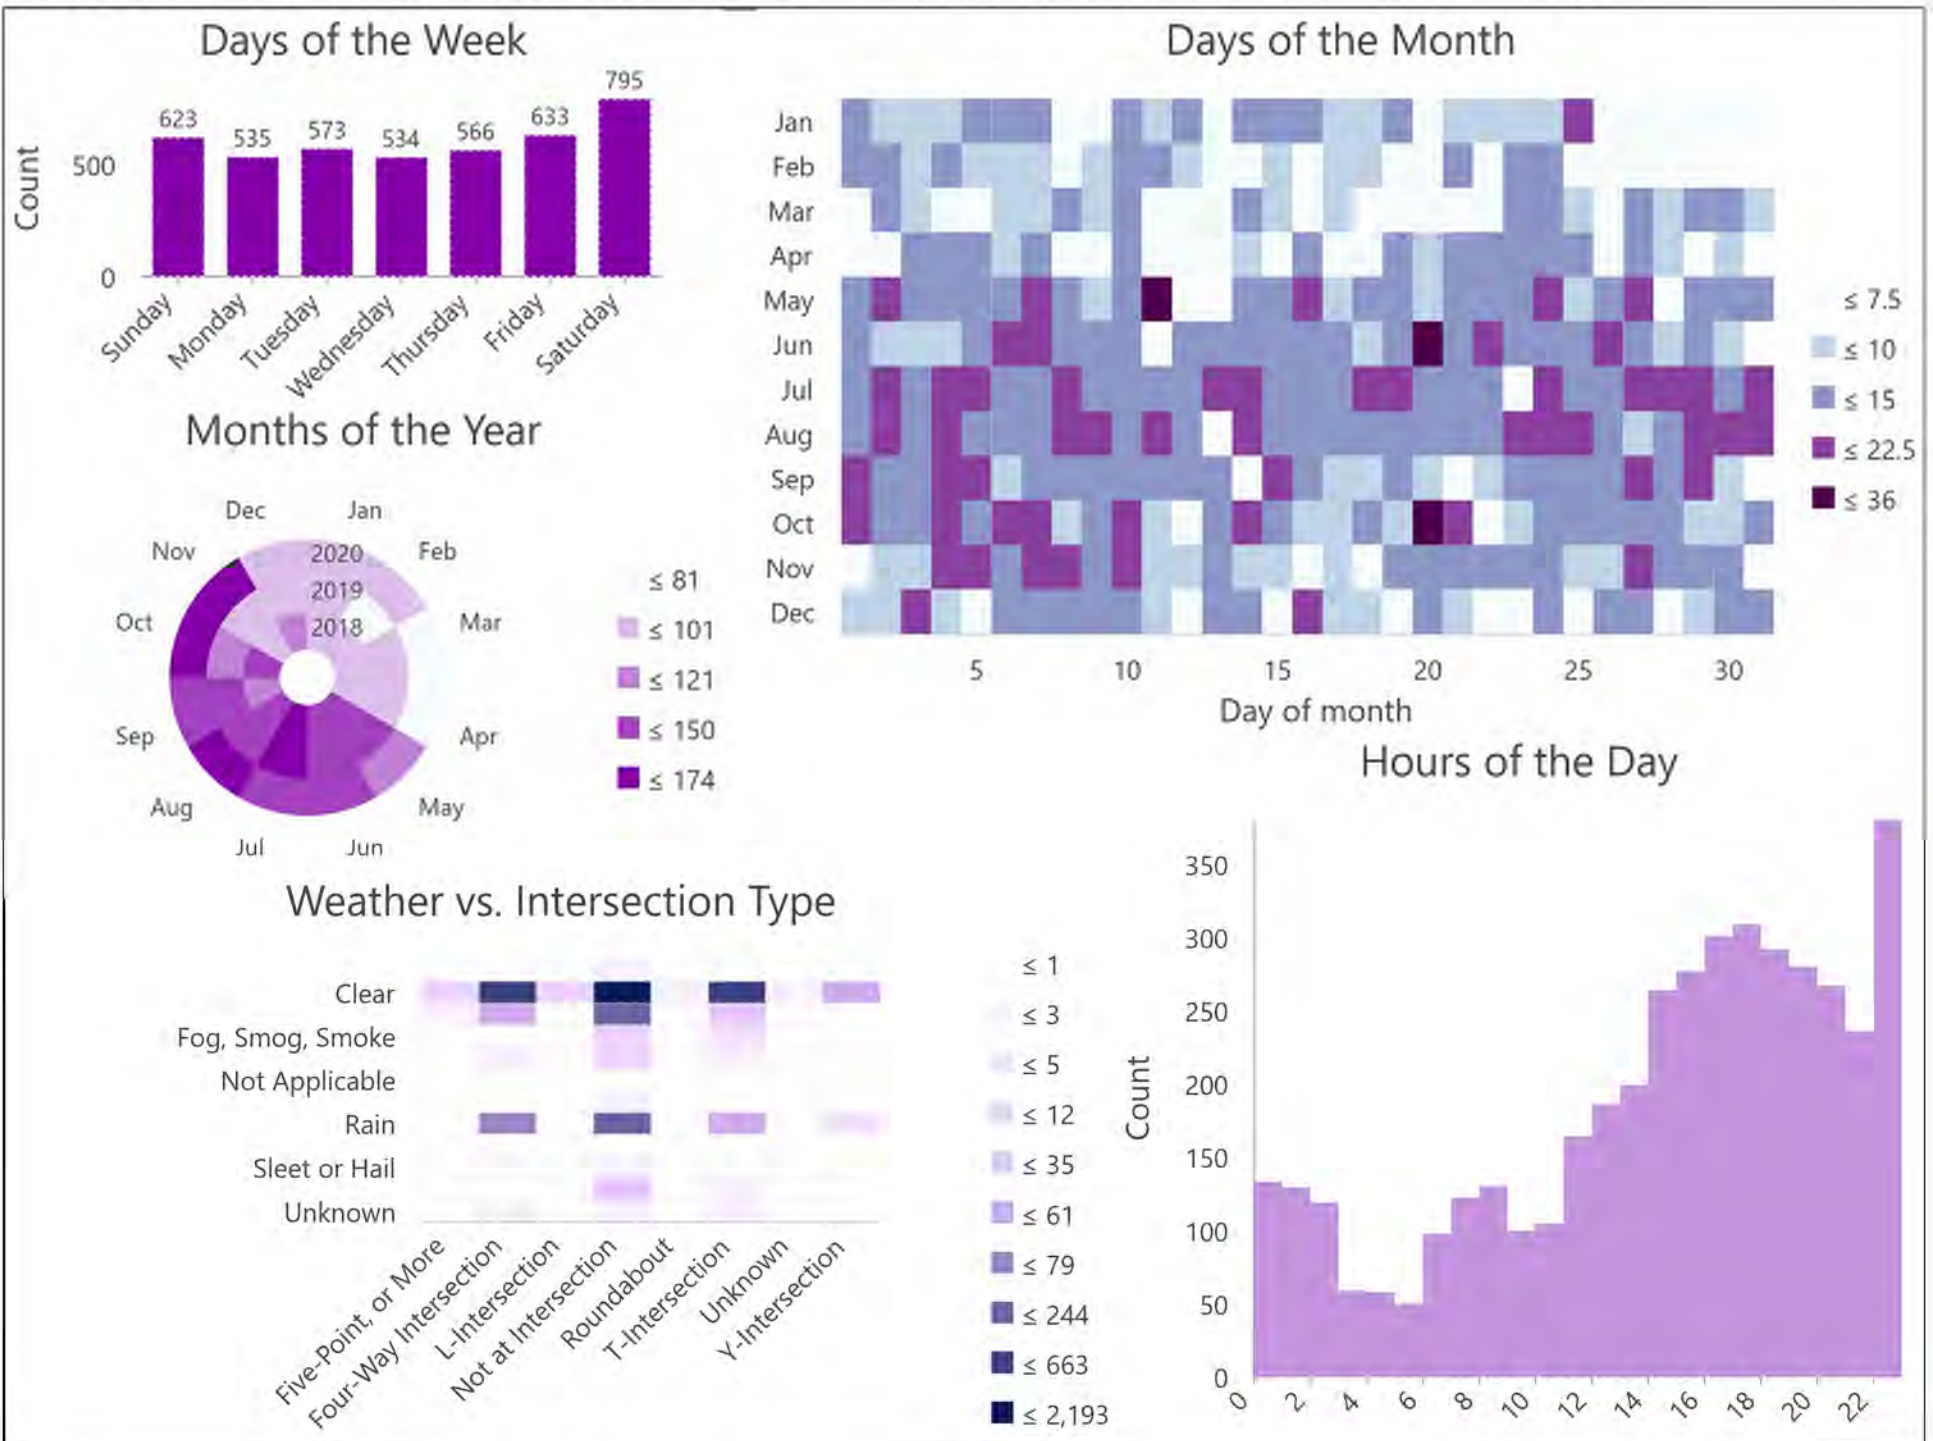 Days of the Week
Count
500
0
623
535
573
534
566
633
795
Sunday
Monday
Tuesday
Wednesday
Thursday
Friday
Saturday
Months of the Year
Dec
Jan
Nov
Feb
Oct
Mar
Sep
Apr
Aug
May
Jul
Jun
2020
2019
2018
≤ 81
≤ 101
≤ 121
≤ 150
≤ 174
Days of the Month
Jan
Feb
Mar
Apr
May
Jun
Jul
Aug
Sep
Oct
Nov
Dec
5 10 15 20 25 30
Day of month
≤ 7.5
≤ 10
≤ 15
≤ 22.5
≤ 36
Weather vs. Intersection Type
Clear
Fog, Smog, Smoke
Not Applicable
Rain
Sleet or Hail
Unknown
Five-Point, or More
Four-Way Intersection
L-Intersection
Not at Intersection
Roundabout
T-Intersection
Unknown
Y-Intersection
≤ 1
≤ 3
≤ 5
≤ 12
≤ 35
≤ 61
≤ 79
≤ 244
≤ 663
≤ 2,193
Hours of the Day
Count
350
300
250
200
150
100
50
0
0 2 4 6 8 10 12 14 16 18 20 22